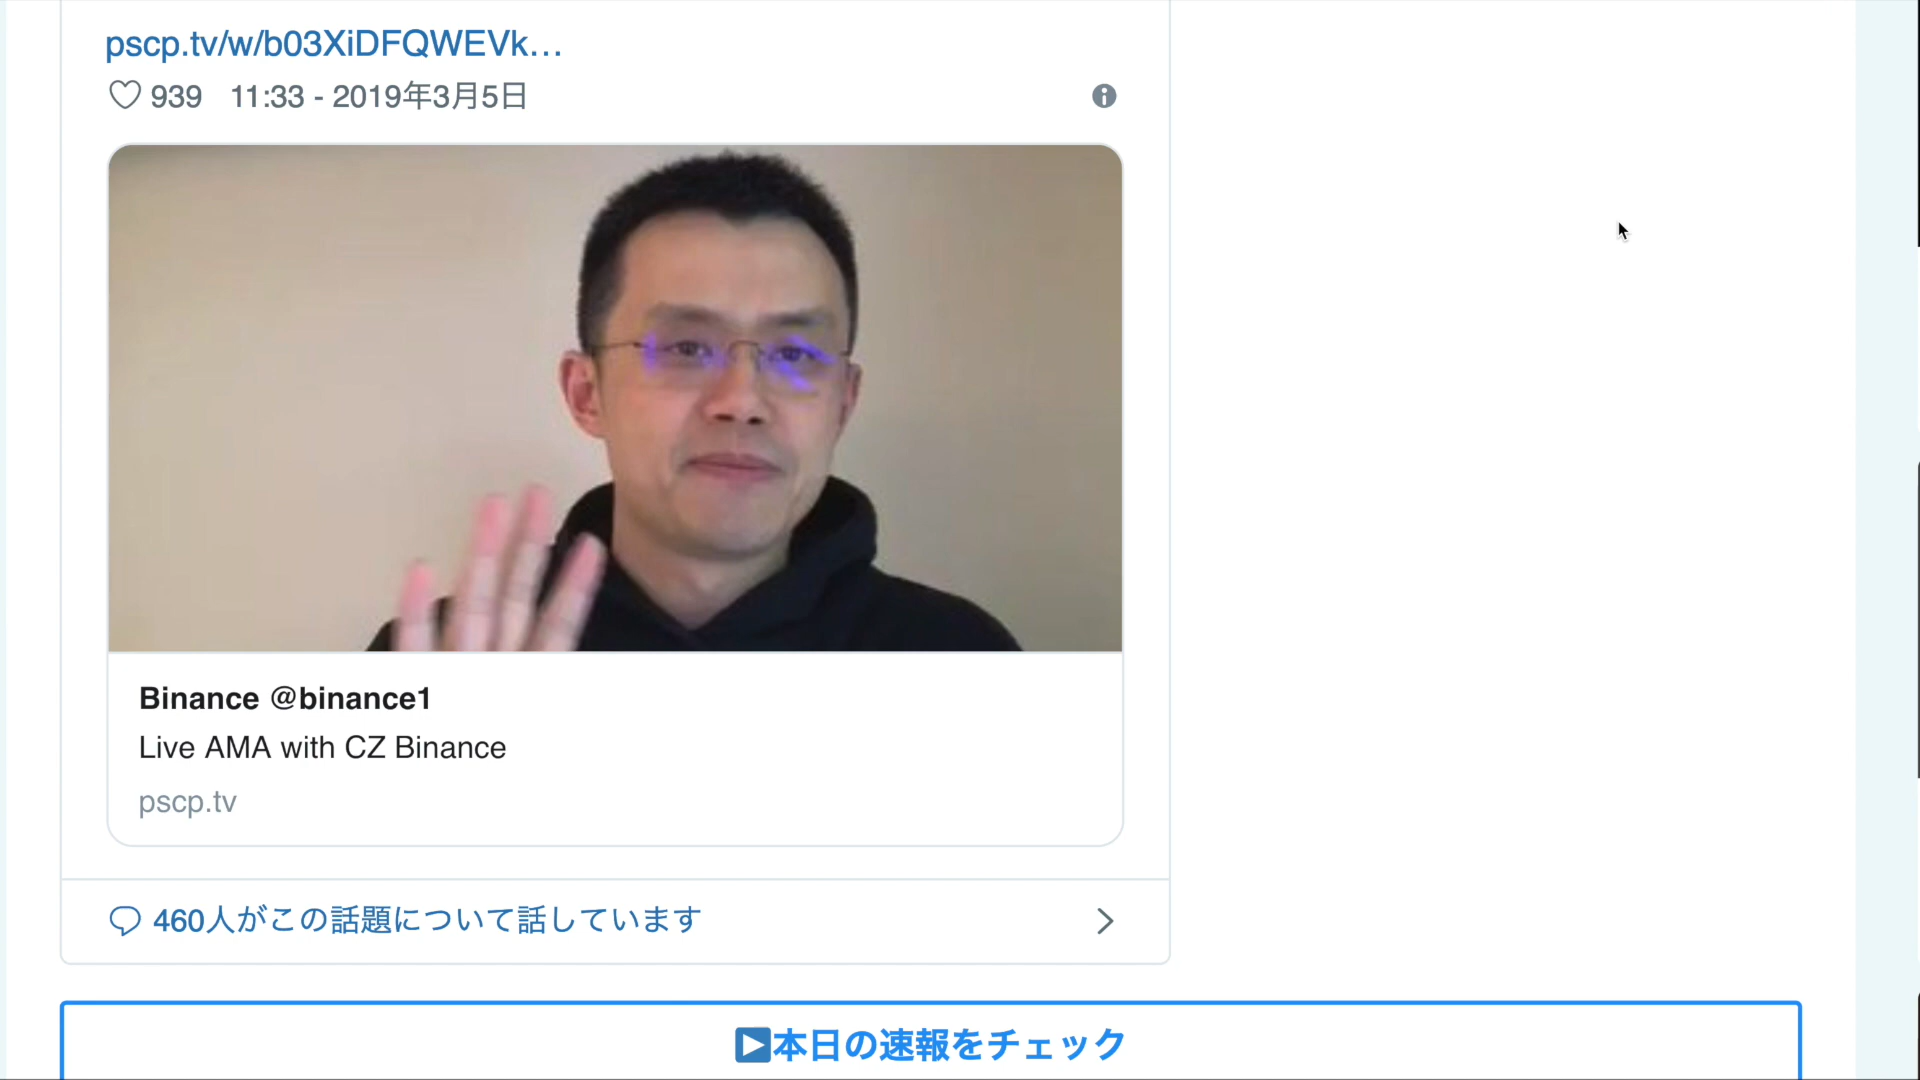 pscp.tv/w/b03XiDFQWEVk…
939 11:33 - 2019年3月5日
Binance @binance1
Live AMA with CZ Binance
pscp.tv
460人がこの話題について話しています
▶本日の速報をチェック